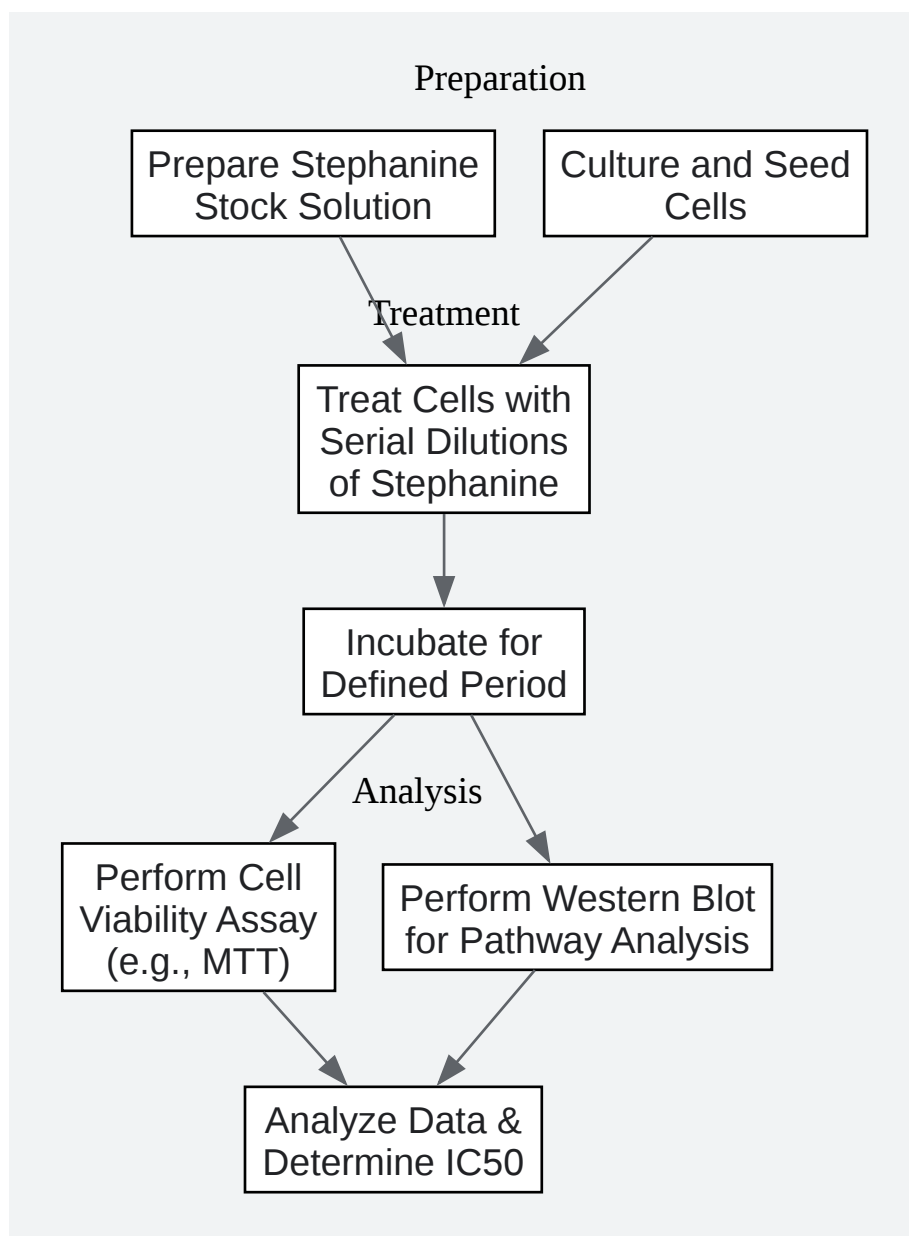 Preparation
Prepare Stephanine
Stock Solution
Culture and Seed
Cells
Treatment
Treat Cells with
Serial Dilutions
of Stephanine
Incubate for
Defined Period
Analysis
Perform Cell
Viability Assay
(e.g., MTT)
Perform Western Blot
for Pathway Analysis
Analyze Data &
Determine IC50